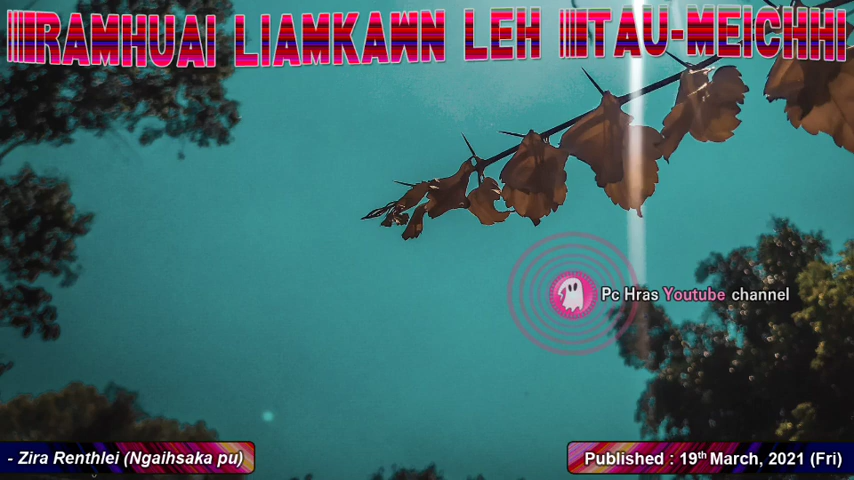 RAMHUAI LIAMKAWN LEH TAU-MEICHHI
Pc Hras Youtube channel
- Zira Renthlei (Ngaihsaka pu)
Published : 19th March, 2021 (Fri)